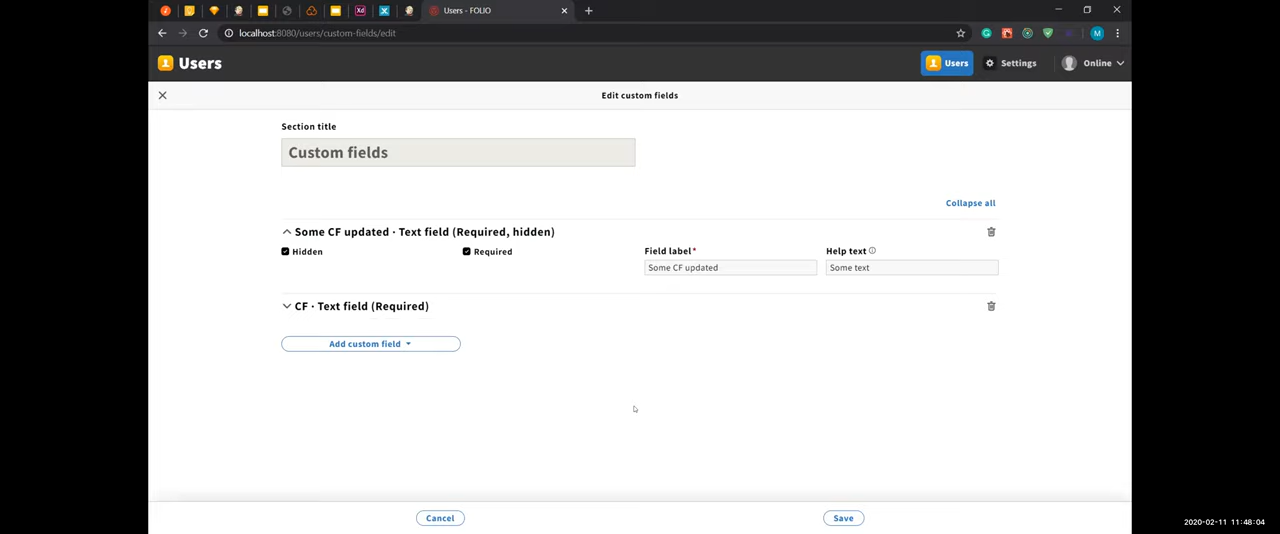 Users - FOLIO
localhost:8080/users/custom-fields/edit
M
Xd
Users
Users
Settings
Online
Edit custom fields
Section title
Custom fields
Collapse all
Some CF updated · Text field (Required, hidden)
Hidden
Required
Field label*
Help text
Some CF updated
Some text
CF · Text field (Required)
Add custom field
Cancel
Save
2020-02-11 11:48:04